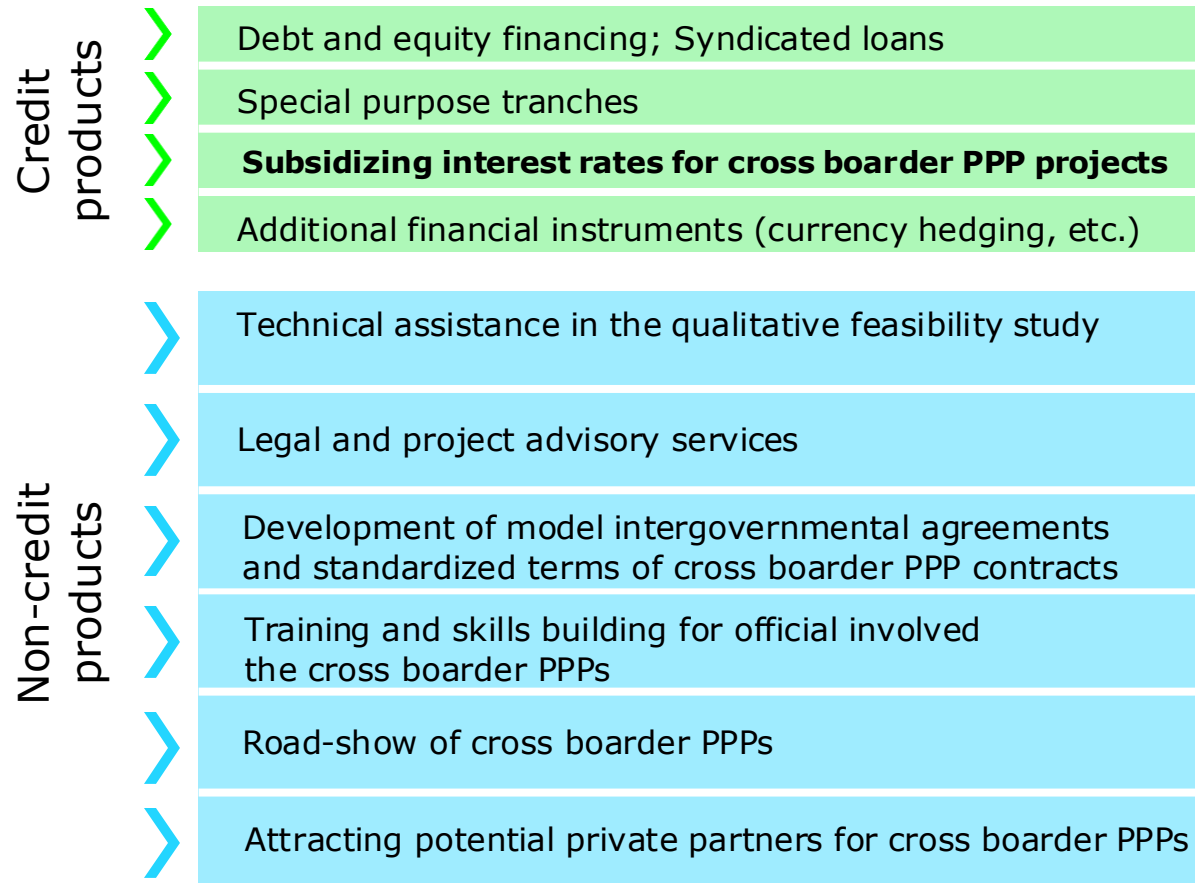 Credit
products
Debt and equity financing; Syndicated loans
Special purpose tranches
Subsidizing interest rates for cross boarder PPP projects
Additional financial instruments (currency hedging, etc.)
Non-credit
products
Technical assistance in the qualitative feasibility study
Legal and project advisory services
Development of model intergovernmental agreements
and standardized terms of cross boarder PPP contracts
Training and skills building for official involved
the cross boarder PPPs
Road-show of cross boarder PPPs
Attracting potential private partners for cross boarder PPPs